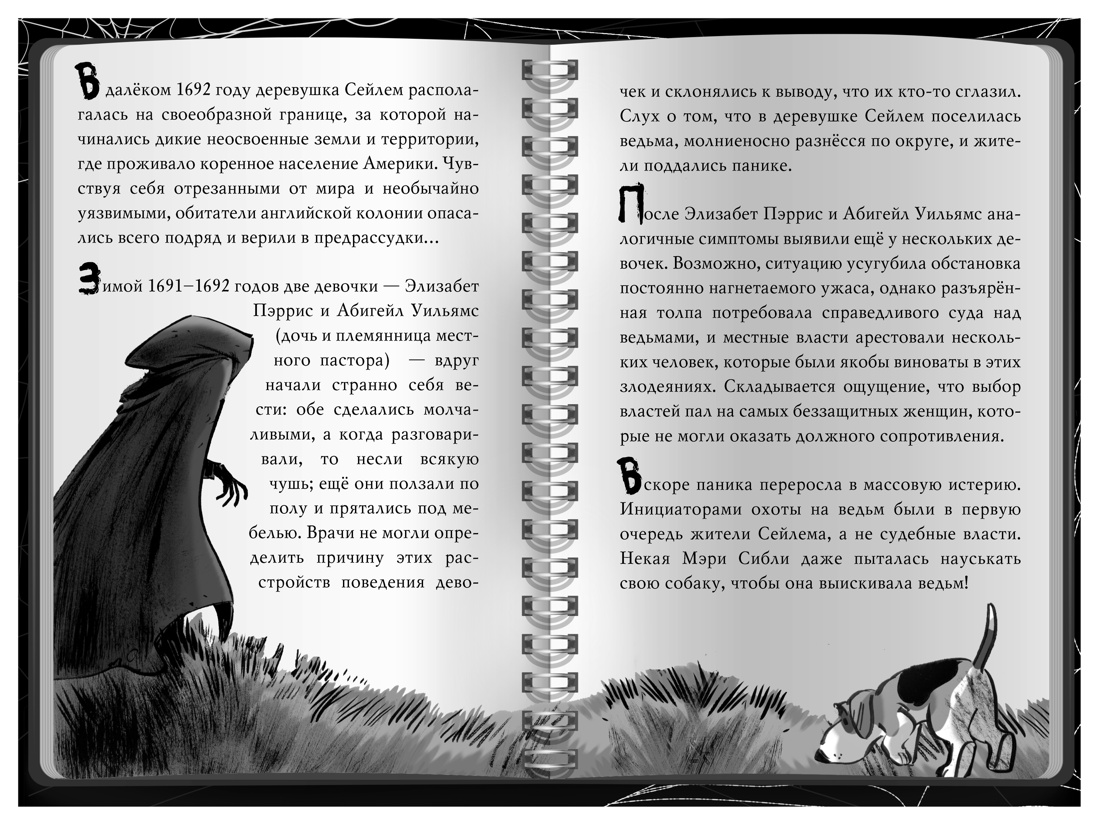 В далёком 1692 году деревушка Сейлем распола-
галась на своеобразной границе, за которой на-
чинались дикие неосвоенные земли и территории,
где проживало коренное население Америки. Чув-
ствуя себя отрезанными от мира и необычайно
уязвимыми, обитатели английской колонии опаса-
лись всего подряд и верили в предрассудки...
Зимой 1691–1692 годов две девочки — Элизабет
Пэррис и Абигейл Уильямс
(дочь и племянница мест-
ного пастора) — вдруг
начали странно себя ве-
сти: обе сделались молча-
ливыми, а когда разговари-
вали, то несли всякую
чушь; ещё они ползали по
полу и прятались под ме-
белью. Врачи не могли опре-
делить причину этих рас-
стройств поведения дево-
чек и склонялись к выводу, что их кто-то сглазил.
Слух о том, что в деревушке Сейлем поселилась
ведьма, молниеносно разнёсся по округе, и жите-
ли поддались панике.
После Элизабет Пэррис и Абигейл Уильямс ана-
логичные симптомы выявили ещё у нескольких де-
вочек. Возможно, ситуацию усугубила обстановка
постоянно нагнетаемого ужаса, однако разъярён-
ная толпа потребовала справедливого суда над
ведьмами, и местные власти арестовали несколь-
ких человек, которые были якобы виноваты в этих
злодеяниях. Складывается ощущение, что выбор
властей пал на самых беззащитных женщин, кото-
рые не могли оказать должного сопротивления.
Вскоре паника переросла в массовую истерию.
Инициаторами охоты на ведьм были в первую
очередь жители Сейлема, а не судебные власти.
Некая Мэри Сибли даже пыталась науськать
свою собаку, чтобы она выискивала ведьм!